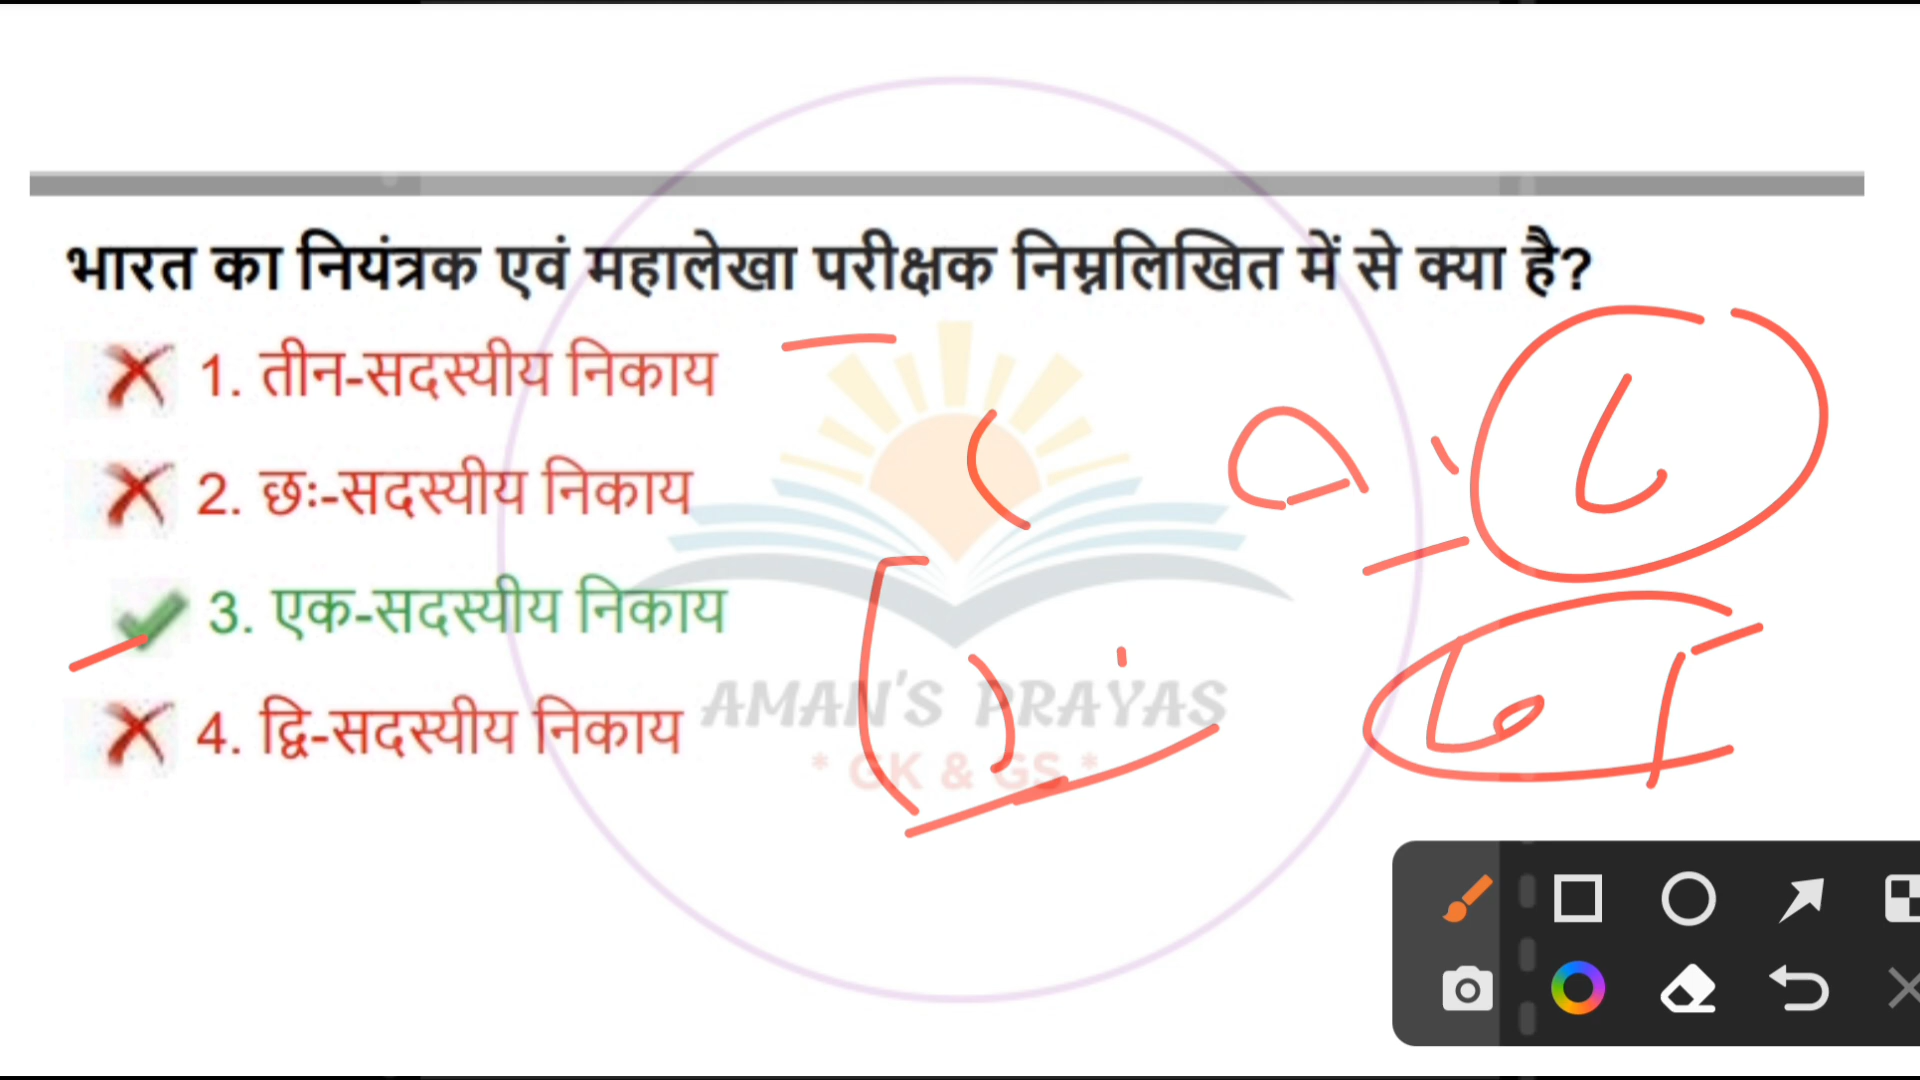 भारत का नियंत्रक एवं महालेखा परीक्षक निम्नलिखित में से क्या है?
1. तीन-सदस्यीय निकाय
2. छः-सदस्यीय निकाय
3. एक-सदस्यीय निकाय
4. द्वि-सदस्यीय निकाय
AMAN'S PRAYAS
* GK & GS *